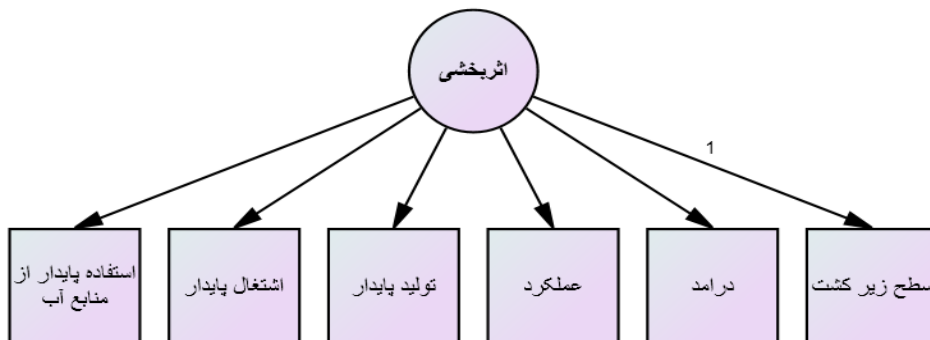 اثربخشی
1
سطح زیر کشت
درامد
عملکرد
تولید پایدار
اشتغال پایدار
استفاده پایدار از
منابع آب